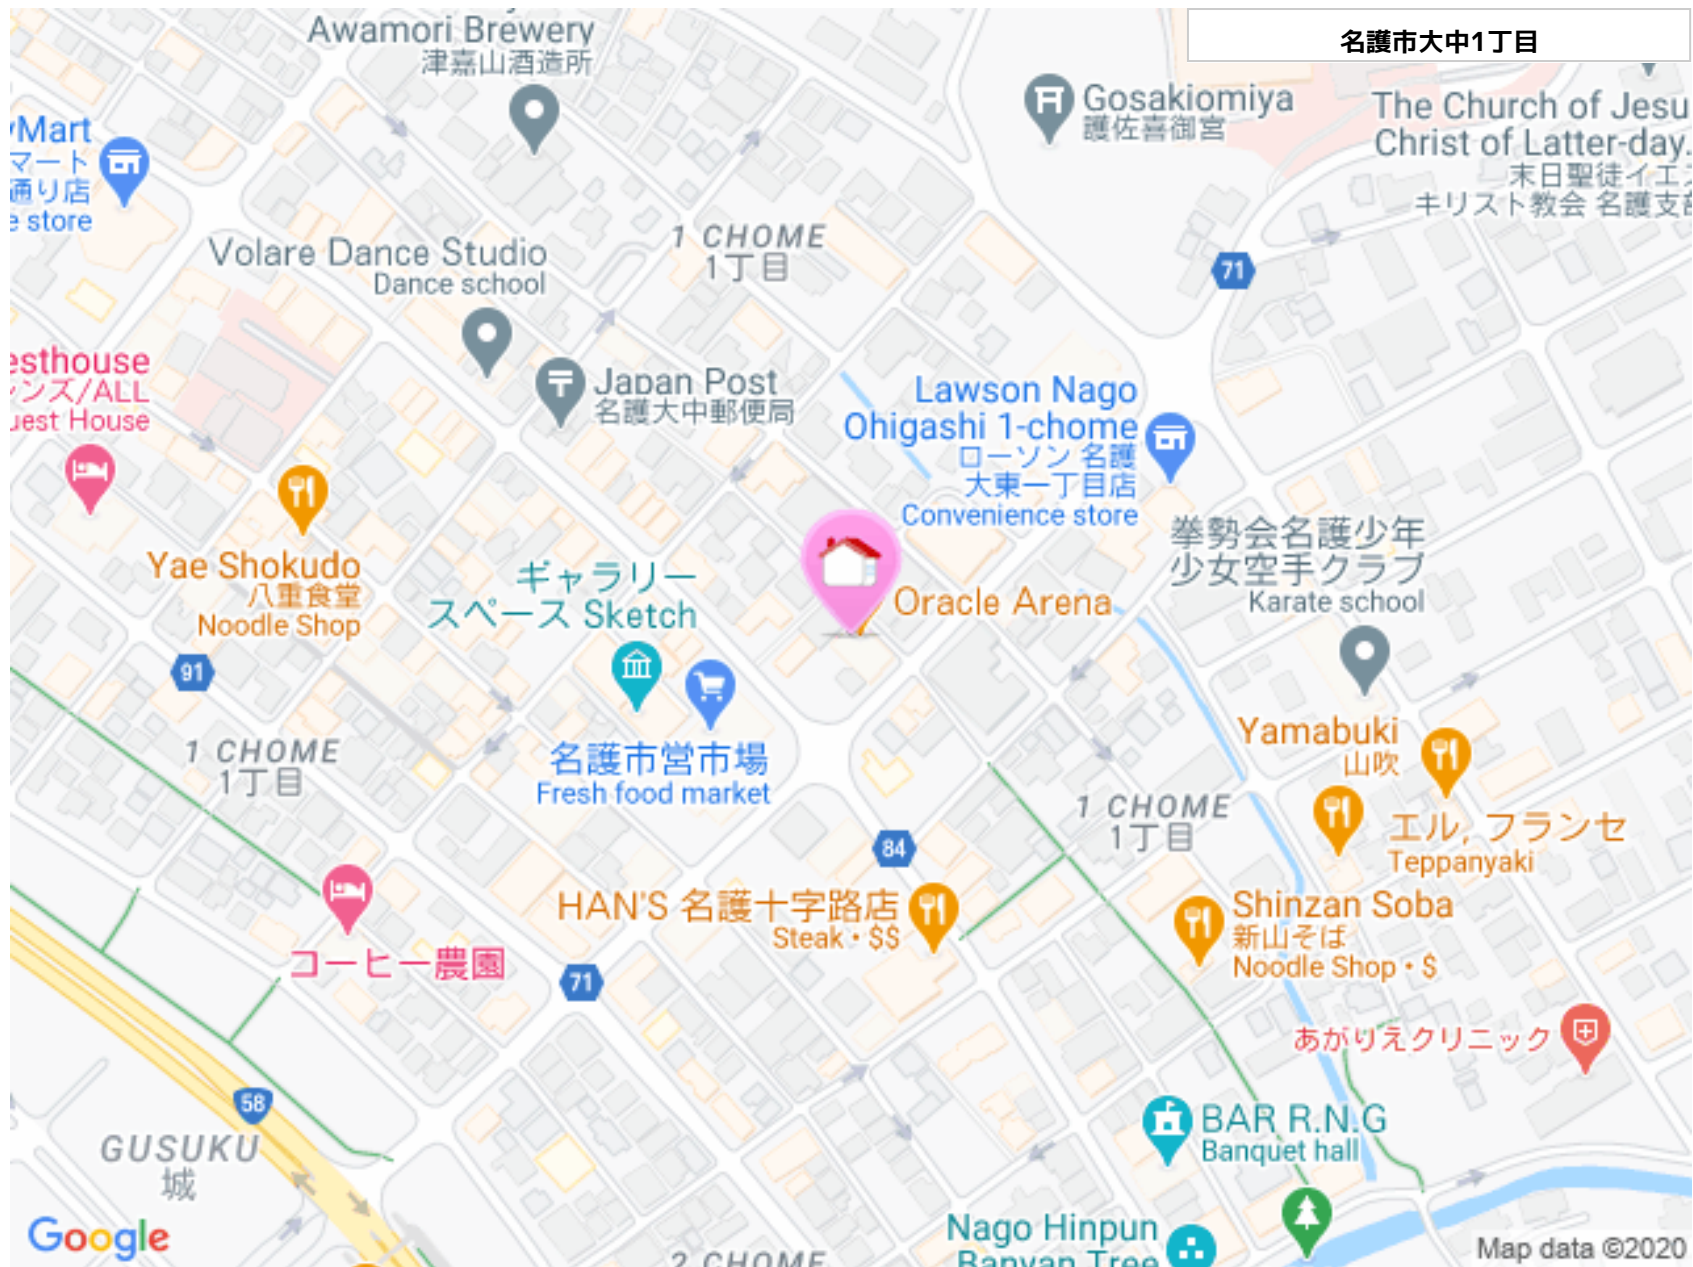 Awamori Brewery
津嘉山酒造所
名護市大中1丁目
Gosakiomiya
護佐喜御宮
The Church of Jesu
Christ of Latter-day...
末日聖徒イエス
キリスト教会 名護支部
yMart
マート
通り店
e store
1 CHOME
1丁目
Volare Dance Studio
Dance school
71
esthouse
ンズ/ALL
uest House
Japan Post
名護大中郵便局
Lawson Nago
Ohigashi 1-chome
ローソン 名護
大東一丁目店
Convenience store
拳勢会名護少年
少女空手クラブ
Karate school
Yae Shokudo
八重食堂
Noodle Shop
ギャラリー
スペース Sketch
Oracle Arena
91
1 CHOME
1丁目
名護市営市場
Fresh food market
Yamabuki
山吹
1 CHOME
1丁目
エル, フランセ
Teppanyaki
84
HAN'S 名護十字路店
Steak • $$
Shinzan Soba
新山そば
Noodle Shop • $
コーヒー農園
71
あがりえクリニック
58
GUSUKU
城
BAR R.N.G
Banquet hall
Nago Hinpun
Banyan Tree
2 CHOME
Google
Map data ©2020